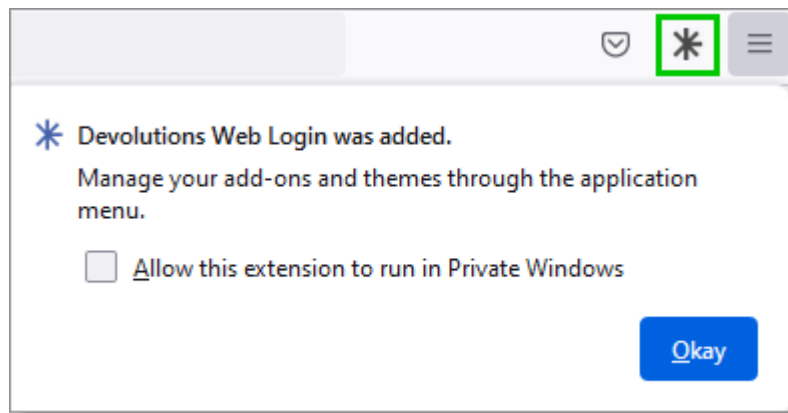 Devolutions Web Login was added.
Manage your add-ons and themes through the application
menu.
Allow this extension to run in Private Windows
Okay